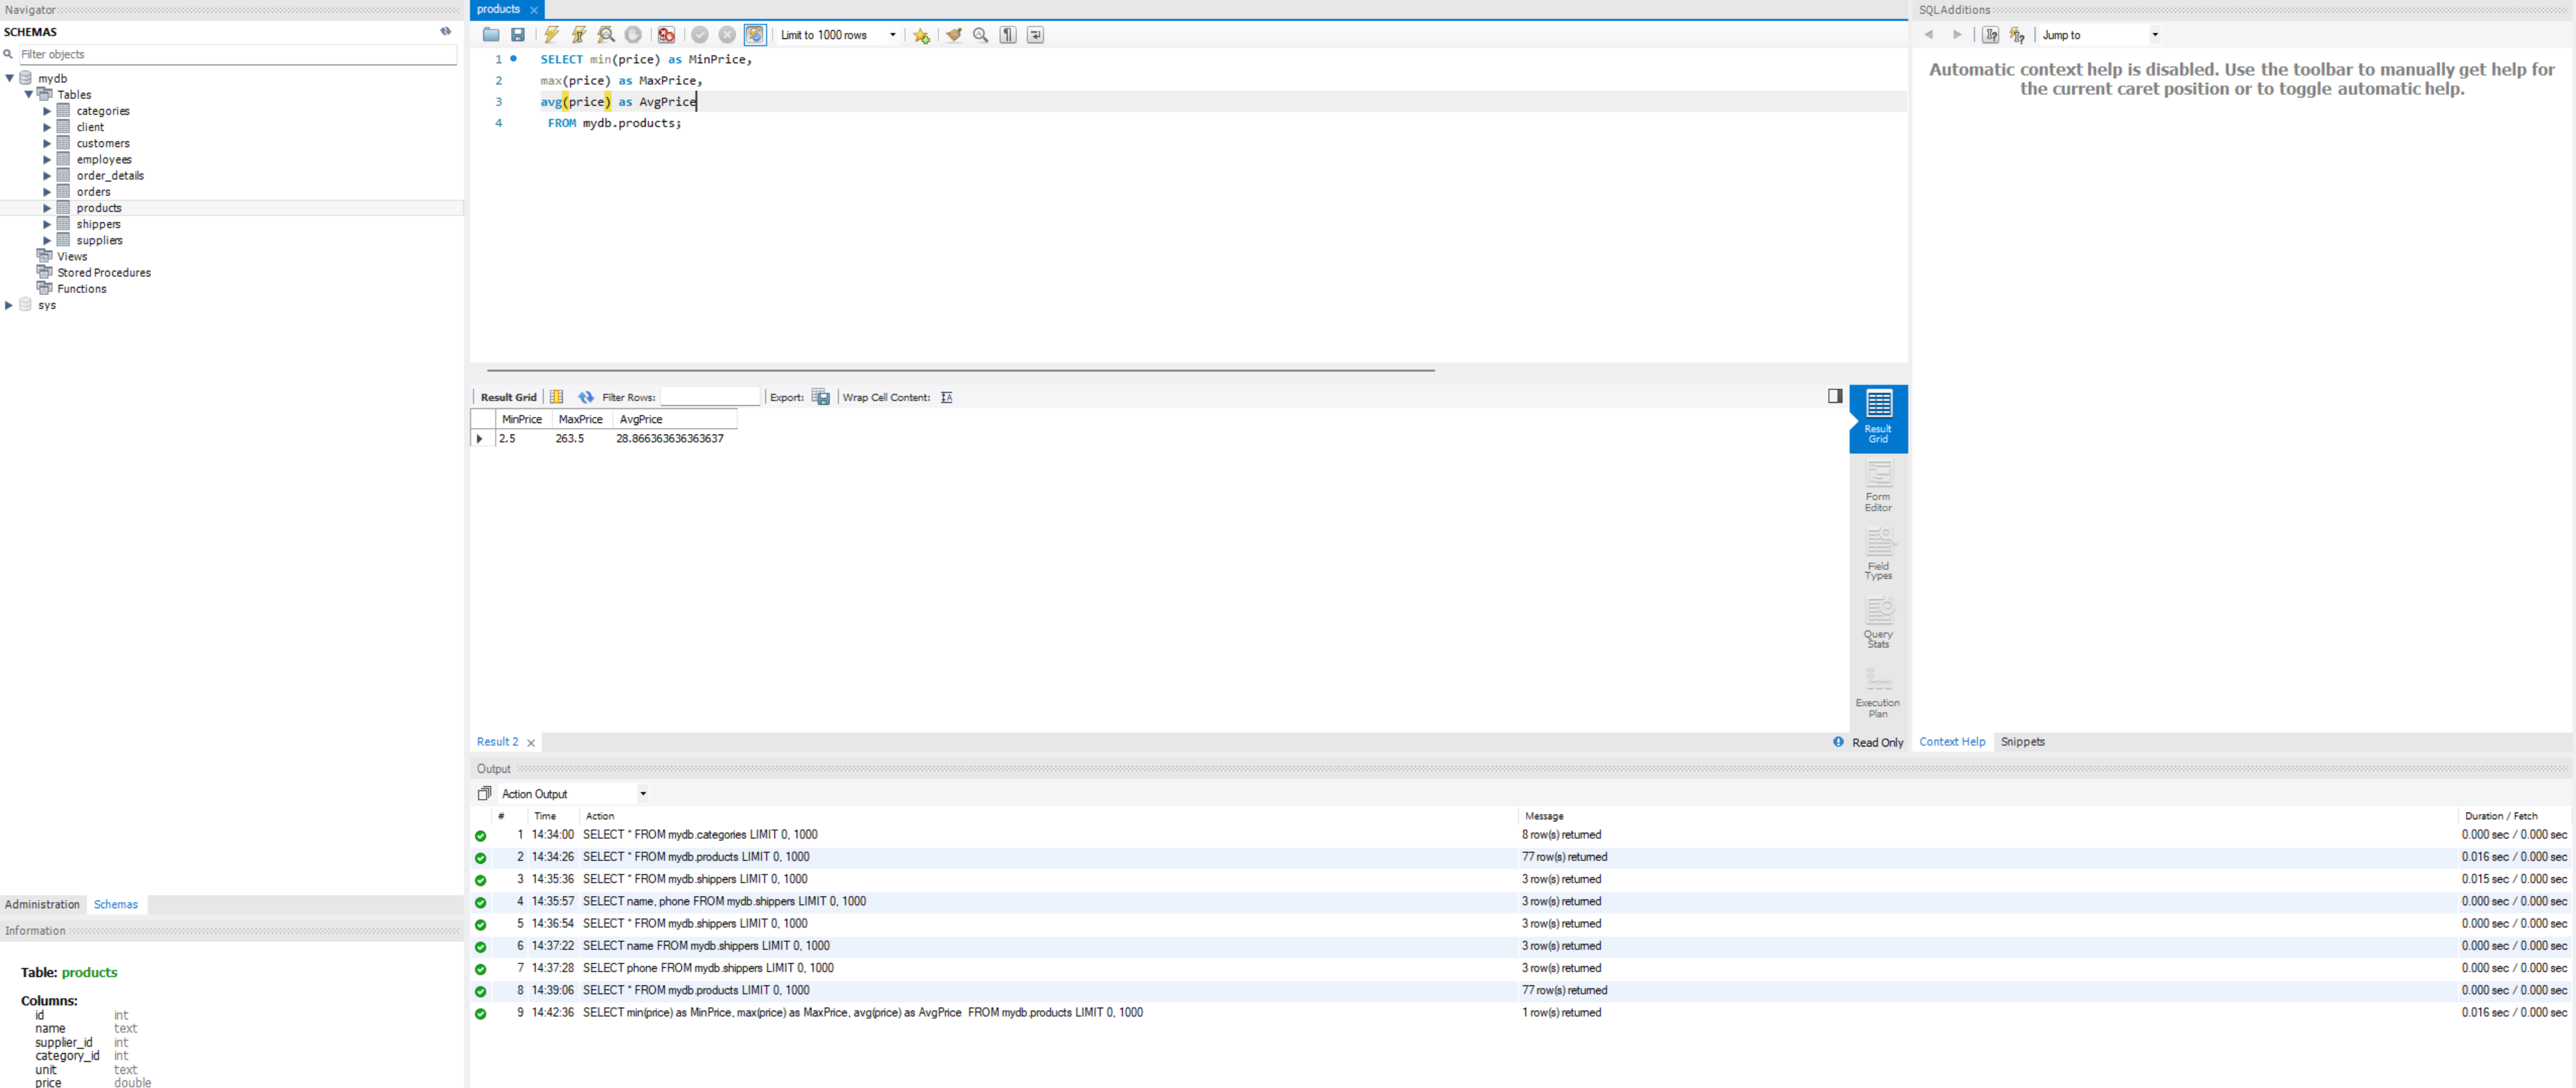 Navigator
SCHEMAS
Filter objects
mydb
Tables
categories
client
customers
employees
order_details
orders
products
shippers
suppliers
Views
Stored Procedures
Functions
sys
Administration Schemas
Information
Table: products
Columns:
id int
name text
supplier_id int
category_id int
unit text
price double
products
Limit to 1000 rows
1 SELECT min(price) as MinPrice,
2 max(price) as MaxPrice,
3 avg(price) as AvgPrice
4 FROM mydb.products;
Result Grid Filter Rows: Export: Wrap Cell Content:
MinPrice MaxPrice AvgPrice
2.5 263.5 28.866363636363637
Result
Grid
Form
Editor
Field
Types
Query
Stats
Execution
Plan
Result 2 Read Only
SQLAdditions
Jump to
Automatic context help is disabled. Use the toolbar to manually get help for
the current caret position or to toggle automatic help.
Context Help Snippets
Output
Action Output
# Time Action Message Duration / Fetch
1 14:34:00 SELECT * FROM mydb.categories LIMIT 0, 1000 8 row(s) returned 0.000 sec / 0.000 sec
2 14:34:26 SELECT * FROM mydb.products LIMIT 0, 1000 77 row(s) returned 0.016 sec / 0.000 sec
3 14:35:36 SELECT * FROM mydb.shippers LIMIT 0, 1000 3 row(s) returned 0.015 sec / 0.000 sec
4 14:35:57 SELECT name, phone FROM mydb.shippers LIMIT 0, 1000 3 row(s) returned 0.000 sec / 0.000 sec
5 14:36:54 SELECT * FROM mydb.shippers LIMIT 0, 1000 3 row(s) returned 0.000 sec / 0.000 sec
6 14:37:22 SELECT name FROM mydb.shippers LIMIT 0, 1000 3 row(s) returned 0.000 sec / 0.000 sec
7 14:37:28 SELECT phone FROM mydb.shippers LIMIT 0, 1000 3 row(s) returned 0.000 sec / 0.000 sec
8 14:39:06 SELECT * FROM mydb.products LIMIT 0, 1000 77 row(s) returned 0.000 sec / 0.000 sec
9 14:42:36 SELECT min(price) as MinPrice, max(price) as MaxPrice, avg(price) as AvgPrice  FROM mydb.products LIMIT 0, 1000 1 row(s) returned 0.016 sec / 0.000 sec